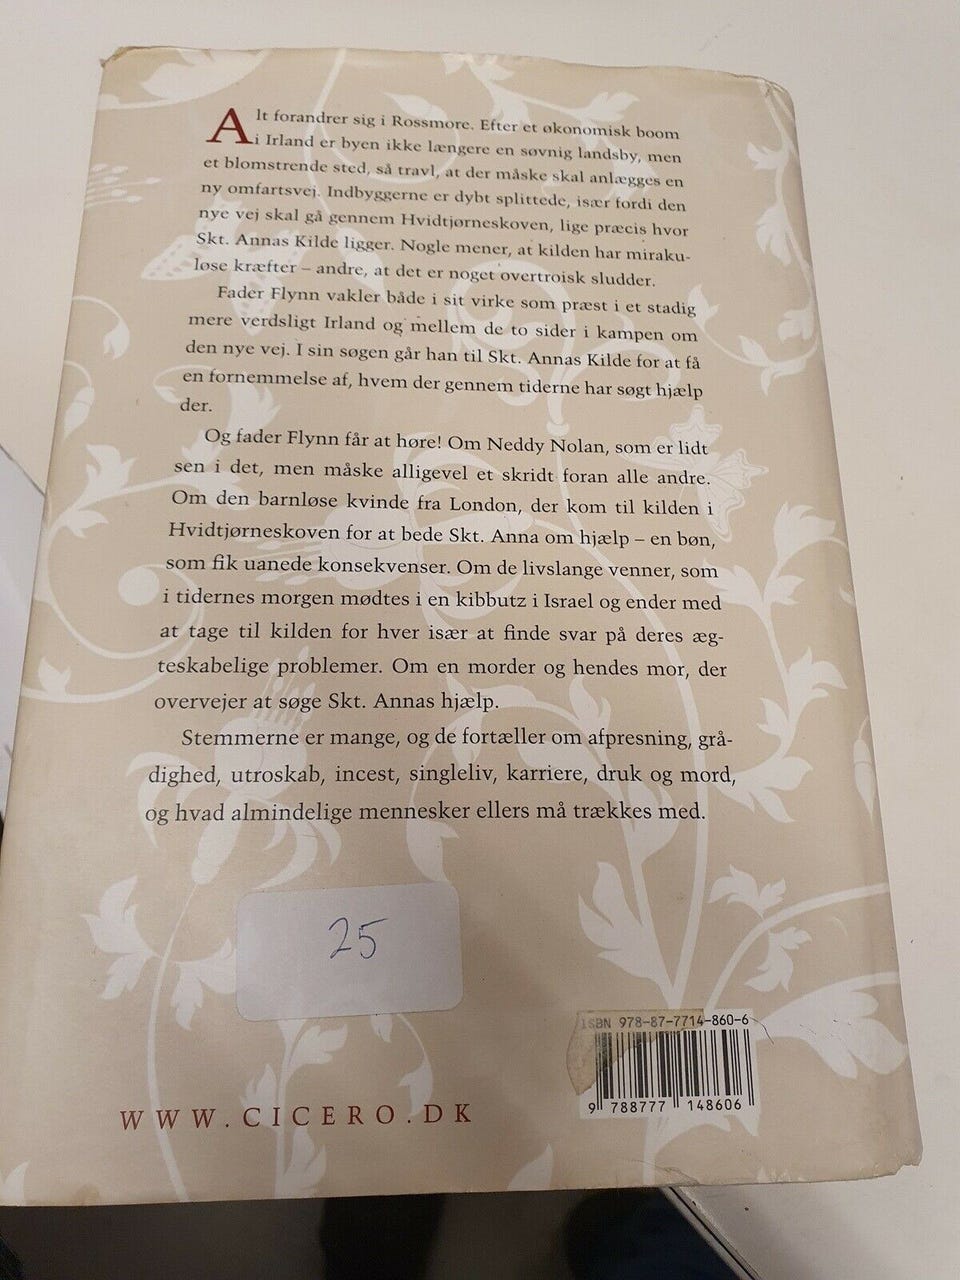 Alt forandrer sig i Rossmore. Efter et økonomisk boom
i Irland er byen ikke længere en søvnig landsby, men
et blomstrende sted, så travl, at der måske skal anlægges en
ny omfartsvej. Indbyggerne er dybt splittede, især fordi den
nye vej skal gå gennem Hvidtjørneskoven, lige præcis hvor
Skt. Annas Kilde ligger. Nogle mener, at kilden har miraku-
løse kræfter – andre, at det er noget overtroisk sludder.
Fader Flynn vakler både i sit virke som præst i et stadig
mere verdsligt Irland og mellem de to sider i kampen om
den nye vej. I sin søgen går han til Skt. Annas Kilde for at få
en fornemmelse af, hvem der gennem tiderne har søgt hjælp
der.
Og fader Flynn får at høre! Om Neddy Nolan, som er lidt
sen i det, men måske alligevel et skridt foran alle andre.
Om den barnløse kvinde fra London, der kom til kilden i
Hvidtjørneskoven for at bede Skt. Anna om hjælp – en bøn,
som fik uanede konsekvenser. Om de livslange venner, som
i tidernes morgen mødtes i en kibbutz i Israel og ender med
at tage til kilden for hver især at finde svar på deres æg-
teskabelige problemer. Om en morder og hendes mor, der
overvejer at søge Skt. Annas hjælp.
Stemmerne er mange, og de fortæller om afpresning, grå-
dighed, utroskab, incest, singleliv, karriere, druk og mord,
og hvad almindelige mennesker ellers må trækkes med.
25
ISBN 978-87-7714-860-6
9 788777 148606
WWW.CICERO.DK